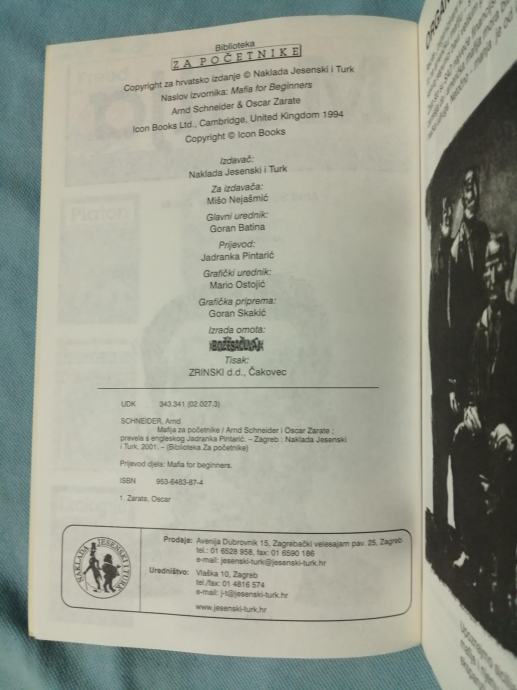 Biblioteka
ZA POČETNIKE
Copyright za hrvatsko izdanje © Naklada Jesenski i Turk
Naslov izvornika: Mafia for Beginners
Arnd Schneider & Oscar Zarate
Icon Books Ltd., Cambridge, United Kingdom 1994
Copyright © Icon Books
Izdavač:
Naklada Jesenski i Turk
Za izdavača:
Mišo Nejašmić
Glavni urednik:
Goran Batina
Prijevod:
Jadranka Pintarić
Grafički urednik:
Mario Ostojić
Grafička priprema:
Goran Skakić
Izrada omota:
BOŽESAČUVAJ
Tisak:
ZRINSKI d.d., Čakovec
UDK 343.341 (02.027.3)
SCHNEIDER, Arnd
Mafija za početnike / Arnd Schneider i Oscar Zarate ;
prevela s engleskog Jadranka Pintarić. – Zagreb : Naklada Jesenski
i Turk, 2001. – (Biblioteka Za početnike)
Prijevod djela: Mafia for beginners.
ISBN 953-6483-87-4
1. Zarate, Oscar
NAKLADA JESENSKI I TURK
Prodaja: Avenija Dubrovnik 15, Zagrebački velesajam pav. 25, Zagreb
tel.: 01 6528 958, fax: 01 6590 186
e-mail: jesenski-turk@jesenski-turk.hr
Uredništvo: Vlaška 10, Zagreb
tel./fax: 01 4816 574
e-mail: j-t@jesenski-turk.hr
www.jesenski-turk.hr
Platon
ORGAN